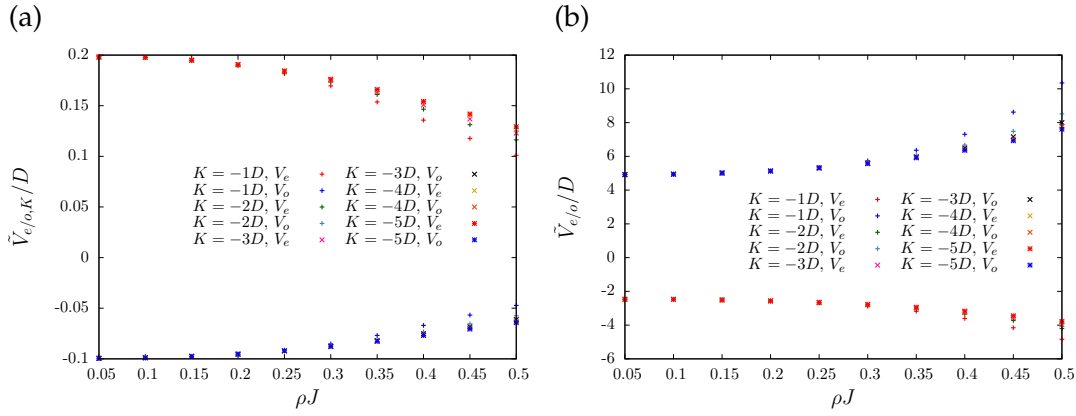 (a)
Ṽ_{e/o,K}/D
0.2
0.15
0.1
0.05
0
-0.05
-0.1
K = −1D, V_e
K = −1D, V_o
K = −2D, V_e
K = −2D, V_o
K = −3D, V_e
K = −3D, V_o
K = −4D, V_e
K = −4D, V_o
K = −5D, V_e
K = −5D, V_o
0.05 0.1 0.15 0.2 0.25 0.3 0.35 0.4 0.45 0.5
ρJ
(b)
Ṽ_{e/o}/D
12
10
8
6
4
2
0
-2
-4
-6
K = −1D, V_e
K = −1D, V_o
K = −2D, V_e
K = −2D, V_o
K = −3D, V_e
K = −3D, V_o
K = −4D, V_e
K = −4D, V_o
K = −5D, V_e
K = −5D, V_o
0.05 0.1 0.15 0.2 0.25 0.3 0.35 0.4 0.45 0.5
ρJ